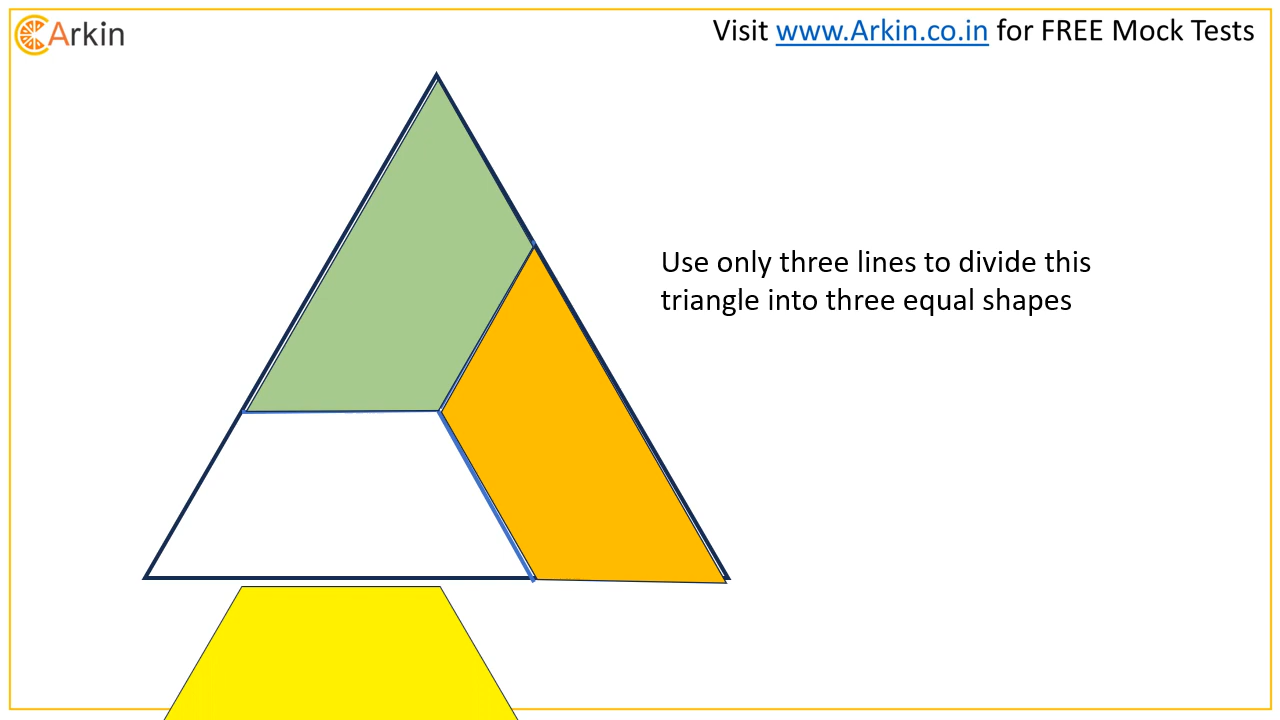 Arkin
Visit www.Arkin.co.in for FREE Mock Tests
Use only three lines to divide this
triangle into three equal shapes